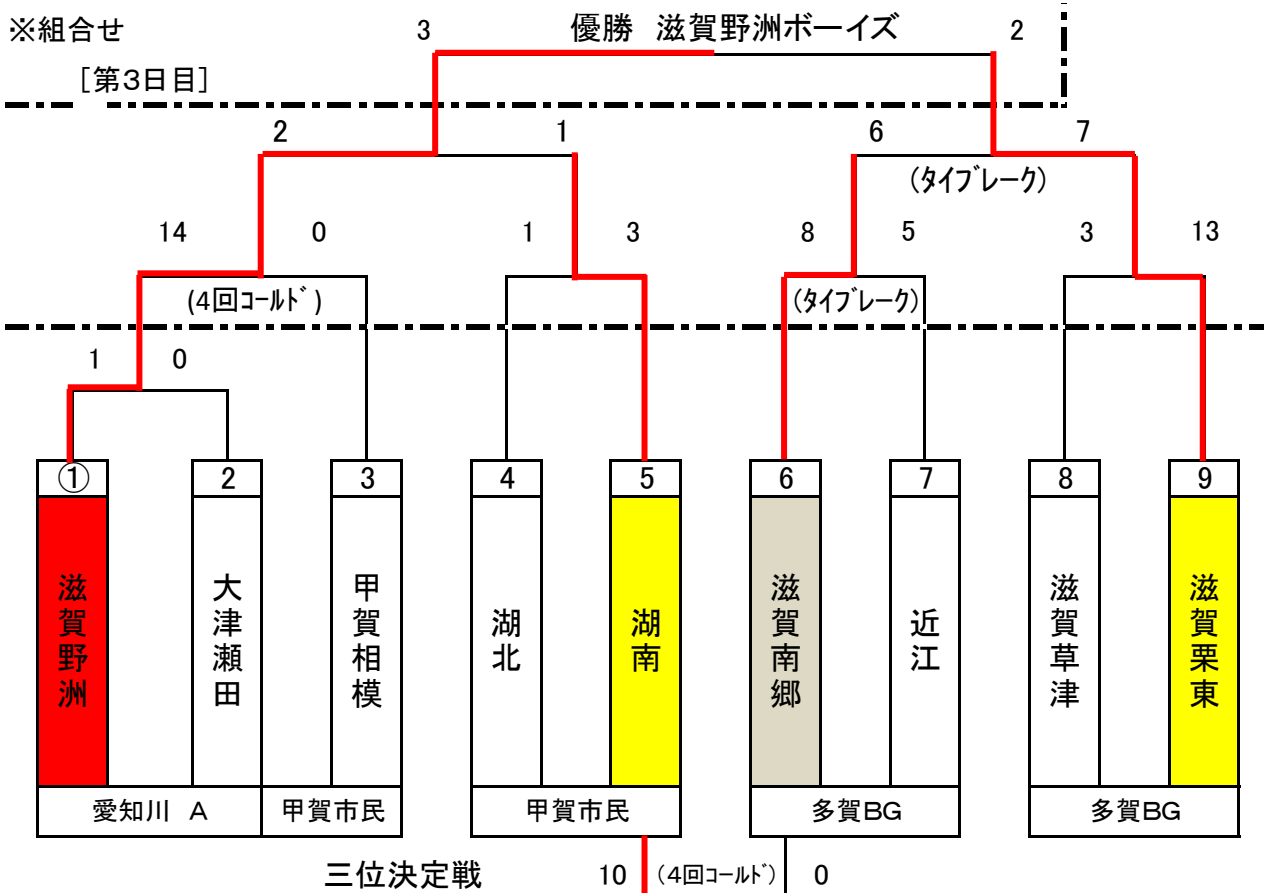 ※組合せ 3 優勝 滋賀野洲ボーイズ 2
［第3日目］
2 1 6 7
(タイブレーク)
14 0 1 3 8 5 3 13
(4回コールド) (タイブレーク)
1 0
① 2 3 4 5 6 7 8 9
滋賀野洲
大津瀬田
甲賀相模
湖北
湖南
滋賀南郷
近江
滋賀草津
滋賀栗東
愛知川 A 甲賀市民 甲賀市民 多賀BG 多賀BG
三位決定戦 10 (4回コールド) 0